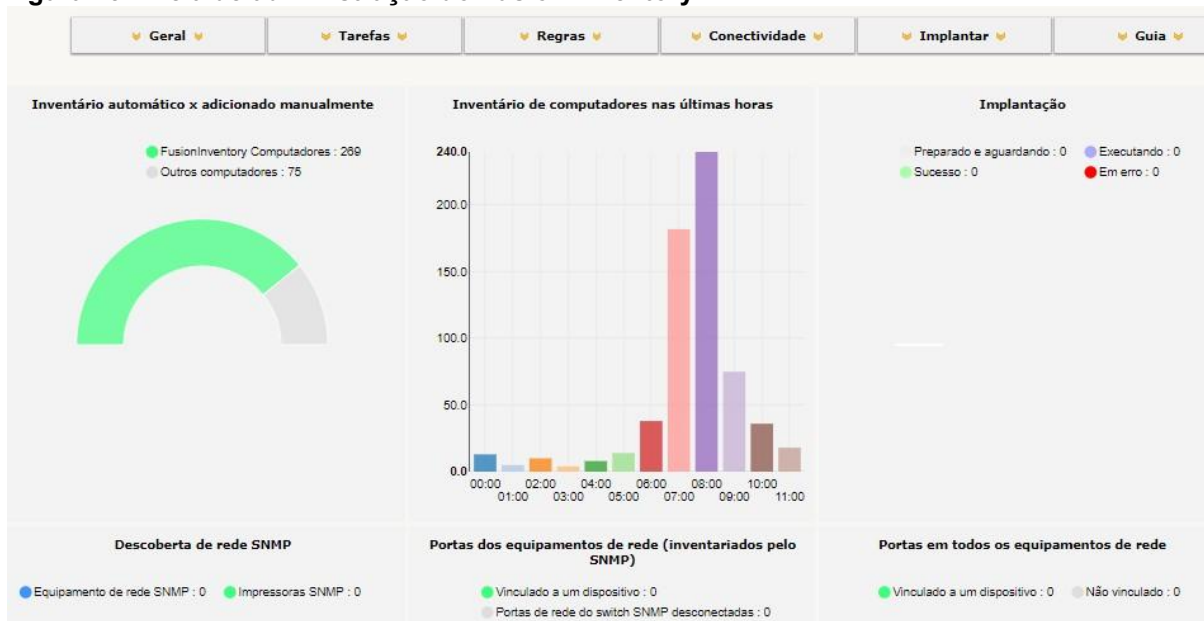 Geral
Tarefas
Regras
Conectividade
Implantar
Guia
Inventário automático x adicionado manualmente
FusionInventory Computadores : 269
Outros computadores : 75
Inventário de computadores nas últimas horas
240.0
200.0
150.0
100.0
50.0
0.0
00:00
01:00
02:00
03:00
04:00
05:00
06:00
07:00
08:00
09:00
10:00
11:00
Implantação
Preparado e aguardando : 0
Executando : 0
Sucesso : 0
Em erro : 0
Descoberta de rede SNMP
Equipamento de rede SNMP : 0
Impressoras SNMP : 0
Portas dos equipamentos de rede (inventariados pelo
SNMP)
Vinculado a um dispositivo : 0
Portas de rede do switch SNMP desconectadas : 0
Portas em todos os equipamentos de rede
Vinculado a um dispositivo : 0
Não vinculado : 0